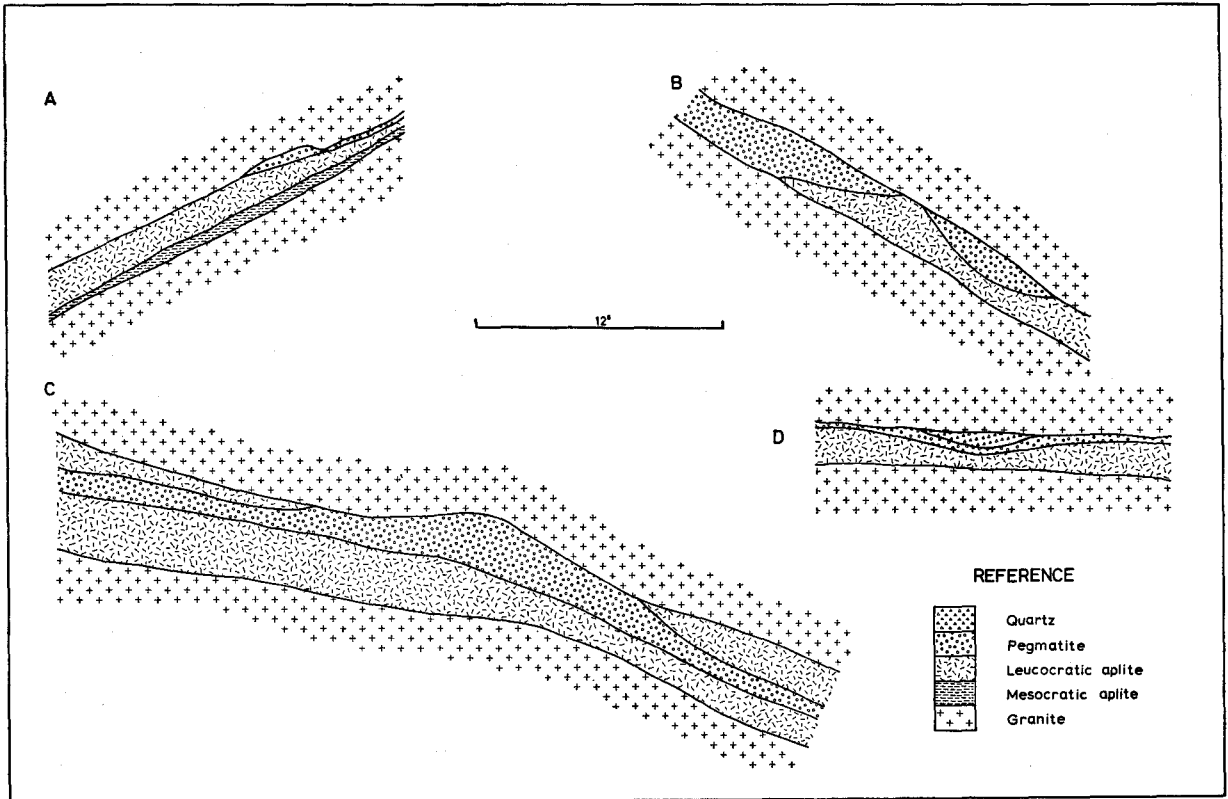 A
B
12"
C
D
REFERENCE
Quartz
Pegmatite
Leucocratic aplite
Mesocratic aplite
Granite